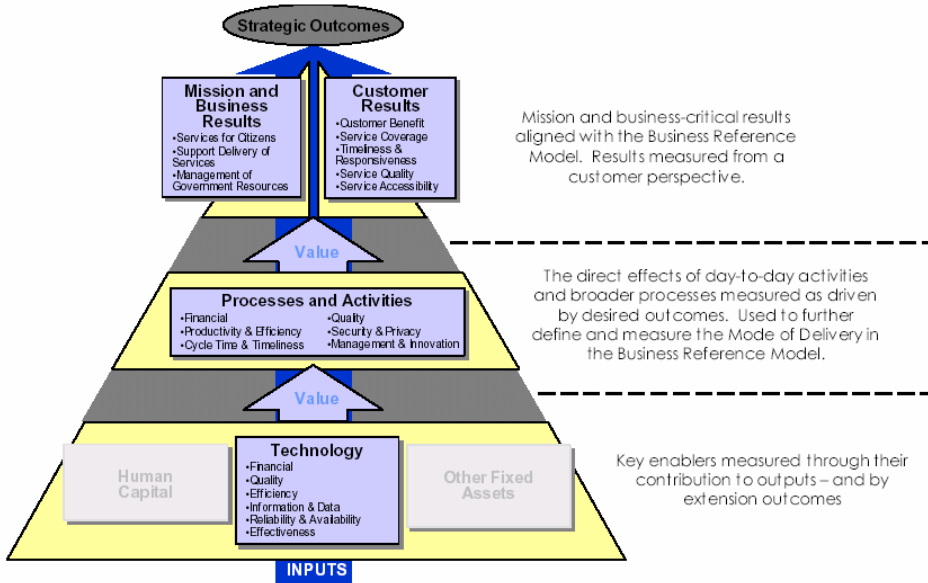 Strategic Outcomes
Mission and
Business
Results
•Services for Citizens
•Support Delivery of
Services
•Management of
Government Resources
Customer
Results
•Customer Benefit
•Service Coverage
•Timeliness &
Responsiveness
•Service Quality
•Service Accessibility
Mission and business-critical results
aligned with the Business Reference
Model. Results measured from a
customer perspective.
Value
Processes and Activities
•Financial
•Productivity & Efficiency
•Cycle Time & Timeliness
•Quality
•Security & Privacy
•Management & Innovation
The direct effects of day-to-day activities
and broader processes measured as driven
by desired outcomes. Used to further
define and measure the Mode of Delivery in
the Business Reference Model.
Value
Human
Capital
Technology
•Financial
•Quality
•Efficiency
•Information & Data
•Reliability & Availability
•Effectiveness
Other Fixed
Assets
Key enablers measured through their
contribution to outputs – and by
extension outcomes
INPUTS